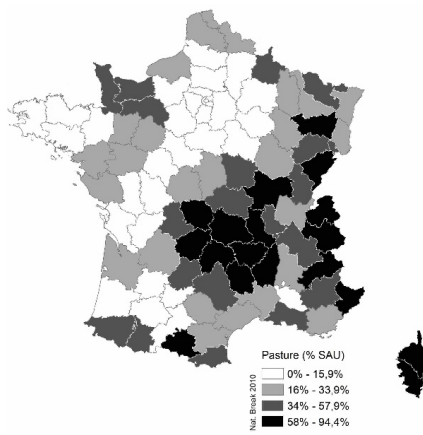 Pasture (% SAU)
0% - 15,9%
16% - 33,9%
34% - 57,9%
58% - 94,4%
Nat. Break 2010